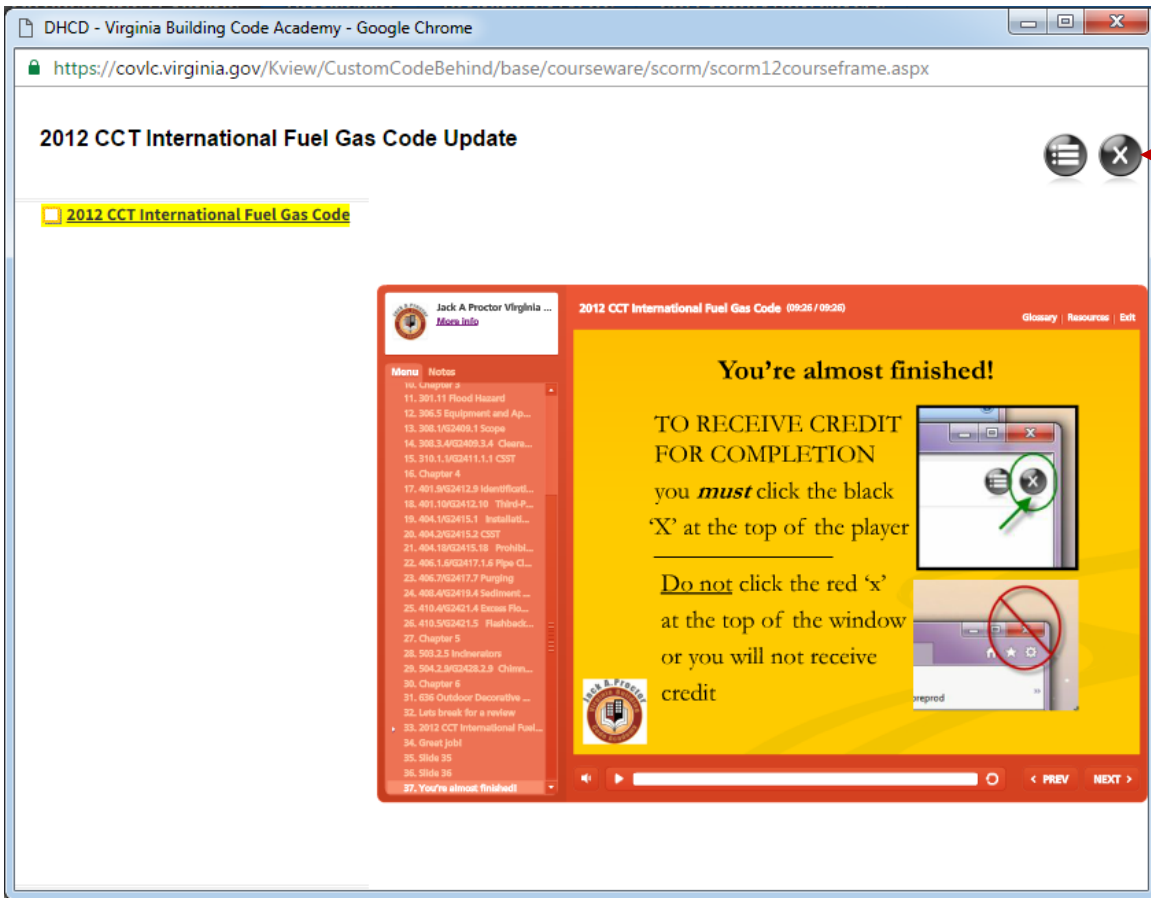 DHCD - Virginia Building Code Academy - Google Chrome
https://covlc.virginia.gov/Kview/CustomCodeBehind/base/courseware/scorm/scorm12courseframe.aspx
2012 CCT International Fuel Gas Code Update
2012 CCT International Fuel Gas Code
Jack A Proctor Virginia ...
More info
2012 CCT International Fuel Gas Code (09:26 / 09:26)
Glossary | Resources | Exit
Menu Notes
10. Chapter 3
11. 301.11 Flood Hazard
12. 306.5 Equipment and Ap...
13. 308.1/G2409.1 Scope
14. 308.3.4/G2409.3.4 Cleara...
15. 310.1.1/G2411.1.1 CSST
16. Chapter 4
17. 401.9/G2412.9 Identificati...
18. 401.10/G2412.10 Third-P...
19. 404.1/G2415.1 Installati...
20. 404.2/G2415.2 CSST
21. 404.18/G2415.18 Prohibi...
22. 406.1.6/G2417.1.6 Pipe Cl...
23. 406.7/G2417.7 Purging
24. 408.4/G2419.4 Sediment ...
25. 410.4/G2421.4 Excess Flo...
26. 410.5/G2421.5 Flashback...
27. Chapter 5
28. 503.2.5 Incinerators
29. 504.2.9/G2428.2.9 Chimn...
30. Chapter 6
31. 636 Outdoor Decorative ...
32. Lets break for a review
33. 2012 CCT International Fuel...
34. Great job!
35. Slide 35
36. Slide 36
37. You're almost finished!
You're almost finished!
TO RECEIVE CREDIT
FOR COMPLETION
you must click the black
‘X’ at the top of the player
Do not click the red ‘x’
at the top of the window
or you will not receive
credit
preprod
Jack A. Proctor
Virginia Building
Code Academy
< PREV NEXT >